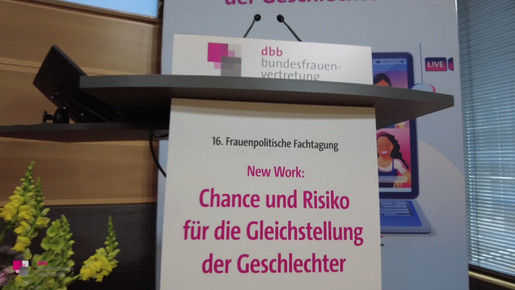 der Geschlechter
dbb
bundesfrauen-
vertretung
LIVE
16. Frauenpolitische Fachtagung
New Work:
Chance und Risiko
für die Gleichstellung
der Geschlechter